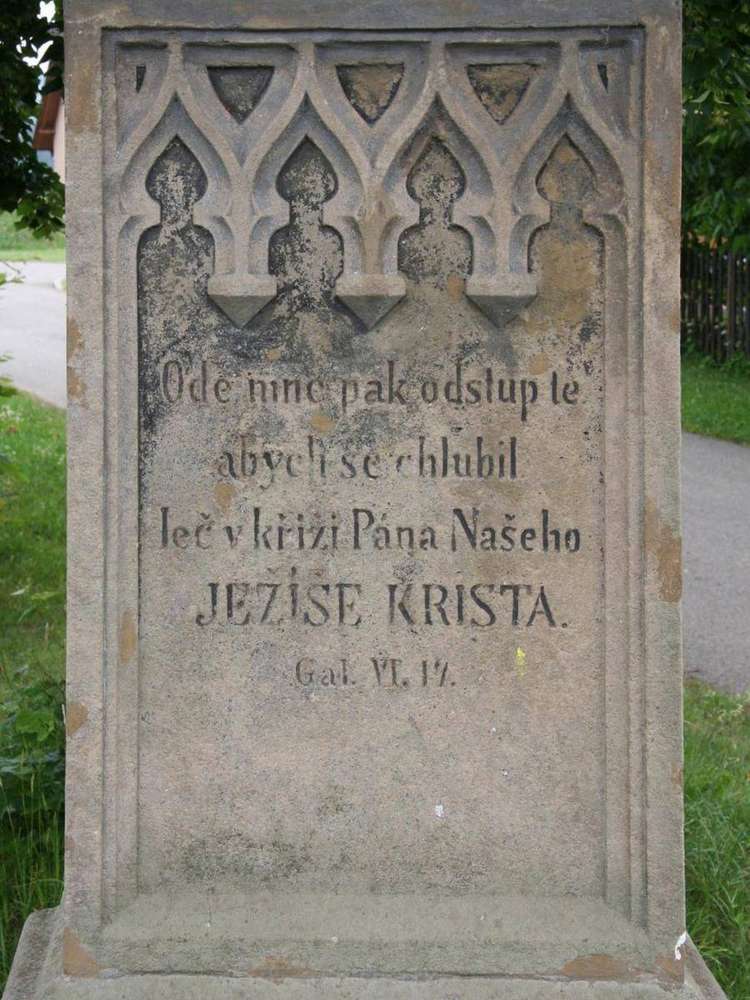 Ode mne pak odstup te
abych se chlubil
leč v kříži Pána Našeho
JEŽÍŠE KRISTA.
Gal. VI. 14.